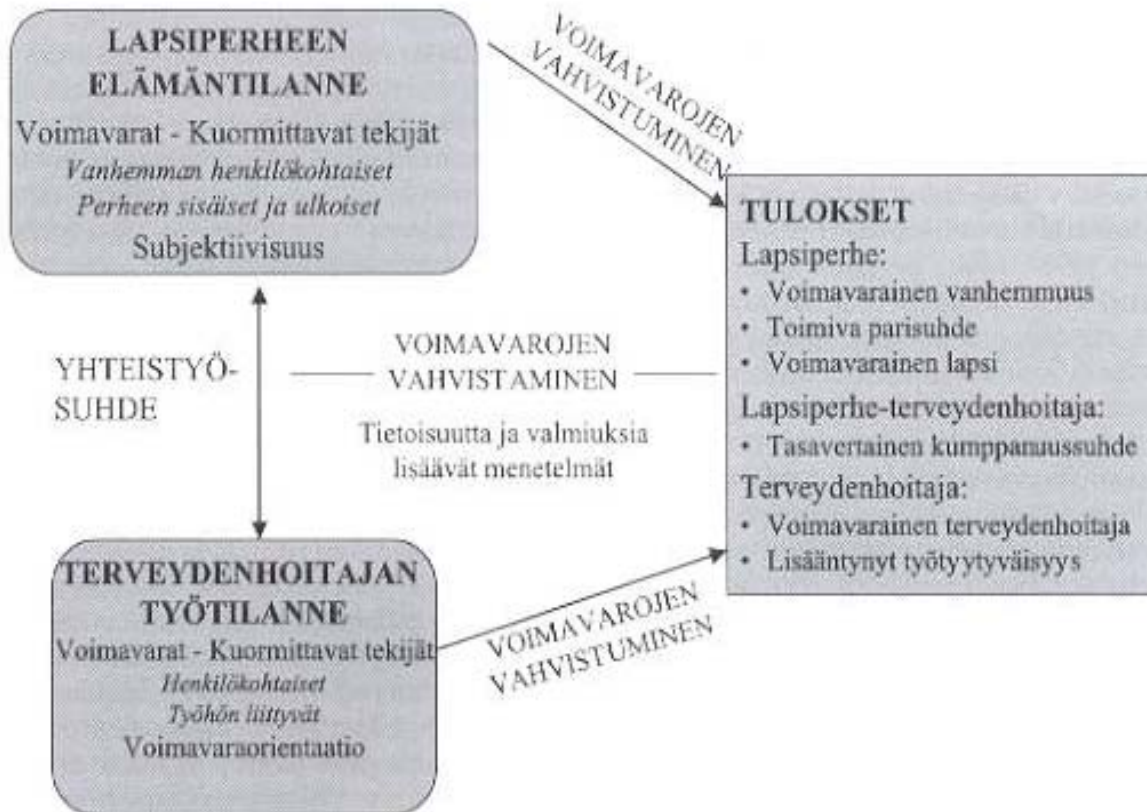 LAPSIPERHEEN
ELÄMÄNTILANNE
Voimavarat - Kuormittavat tekijät
Vanhemman henkilökohtaiset
Perheen sisäiset ja ulkoiset
Subjektiivisuus
VOIMAVAROJEN
VAHVISTUMINEN
YHTEISTYÖ-
SUHDE
VOIMAVAROJEN
VAHVISTAMINEN
Tietoisuutta ja valmiuksia
lisäävät menetelmät
TULOKSET
Lapsiperhe:
• Voimavarainen vanhemmuus
• Toimiva parisuhde
• Voimavarainen lapsi
Lapsiperhe-terveydenhoitaja:
• Tasavertainen kumppanuussuhde
Terveydenhoitaja:
• Voimavarainen terveydenhoitaja
• Lisääntynyt työtyytyväisyys
TERVEYDENHOITAJAN
TYÖTILANNE
Voimavarat - Kuormittavat tekijät
Henkilökohtaiset
Työhön liittyvät
Voimavaraorientaatio
VOIMAVAROJEN
VAHVISTUMINEN